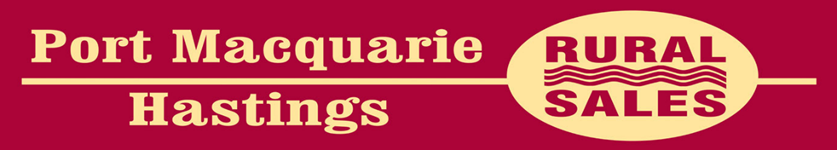 Port Macquarie
Hastings
RURAL
SALES